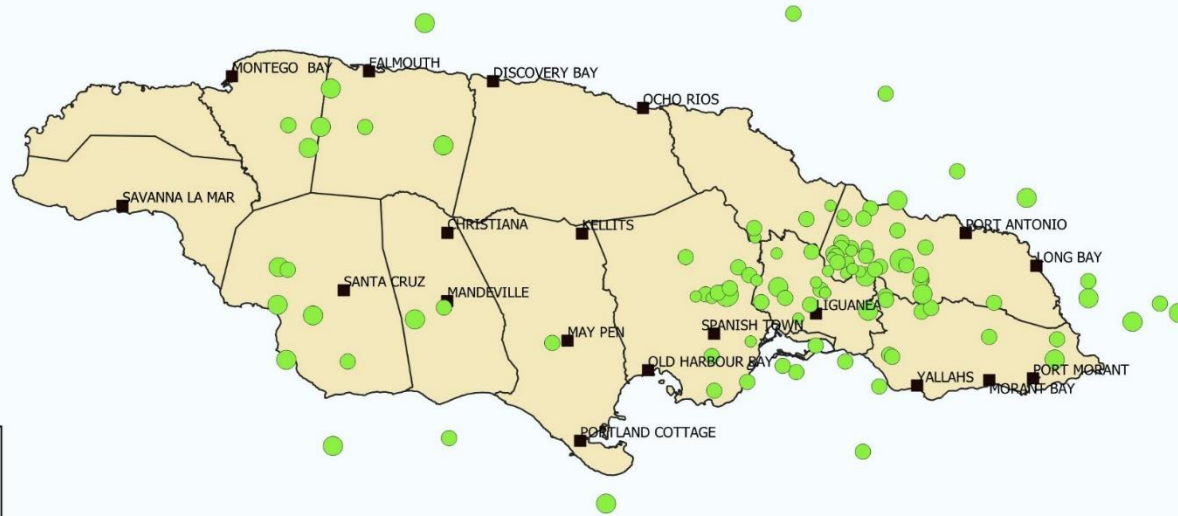 MONTEGO BAY
FALMOUTH
DISCOVERY BAY
OCHO RIOS
SAVANNA LA MAR
CHRISTIANA
KELLITS
PORT ANTONIO
LONG BAY
SANTA CRUZ
MANDEVILLE
LIGUANEA
MAY PEN
SPANISH TOWN
OLD HARBOUR BAY
YALLAHS
PORT MORANT
MORANT BAY
PORTLAND COTTAGE